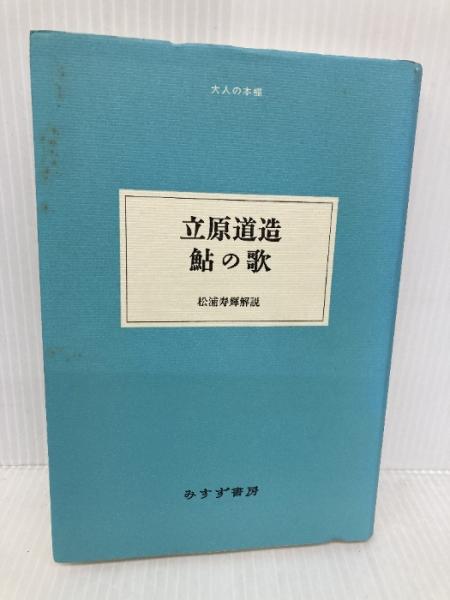 大人の本棚
立原道造
鮎の歌
松浦寿輝解説
みすず書房